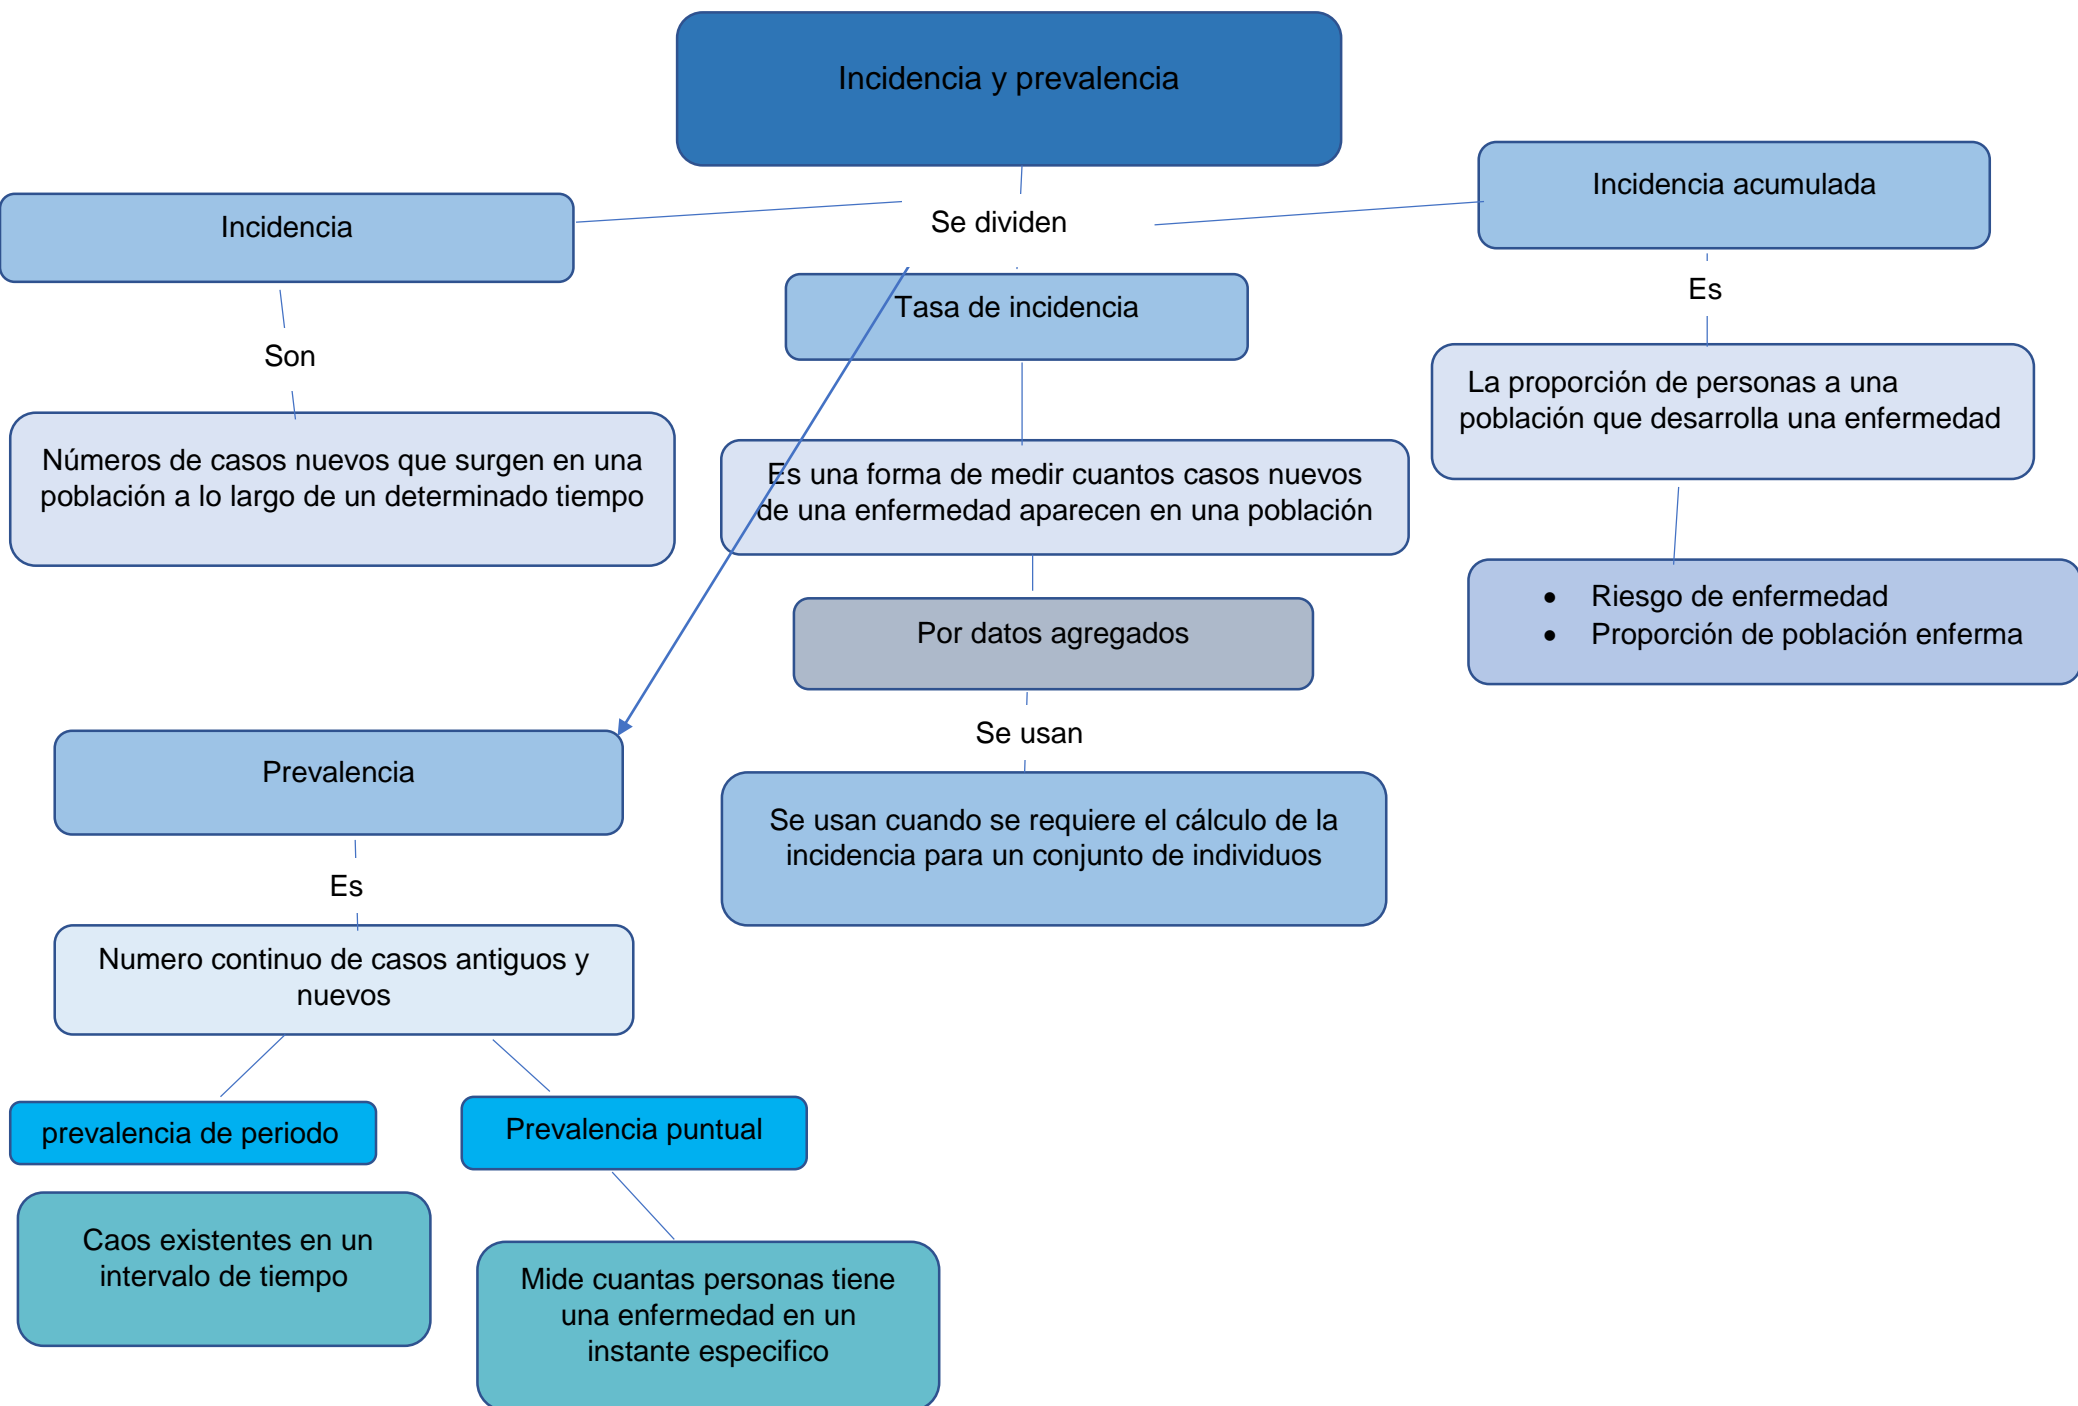 Incidencia y prevalencia
Incidencia acumulada
Incidencia
Se dividen
Es
Tasa de incidencia
Son
La proporción de personas a una
población que desarrolla una enfermedad
Números de casos nuevos que surgen en una
población a lo largo de un determinado tiempo
Es una forma de medir cuantos casos nuevos
de una enfermedad aparecen en una población
• Riesgo de enfermedad
• Proporción de población enferma
Por datos agregados
Se usan
Prevalencia
Se usan cuando se requiere el cálculo de la
incidencia para un conjunto de individuos
Es
Numero continuo de casos antiguos y
nuevos
prevalencia de periodo
Prevalencia puntual
Caos existentes en un
intervalo de tiempo
Mide cuantas personas tiene
una enfermedad en un
instante especifico